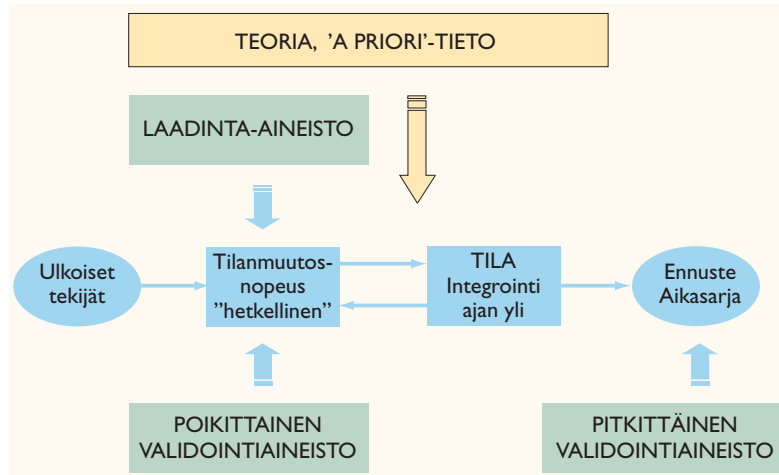 TEORIA, ’A PRIORI’-TIETO
LAADINTA-AINEISTO
Ulkoiset
tekijät
Tilanmuutos-
nopeus
"hetkellinen”
TILA
Integrointi
ajan yli
Ennuste
Aikasarja
POIKITTAINEN
VALIDOINTIAINEISTO
PITKITTÄINEN
VALIDOINTIAINEISTO